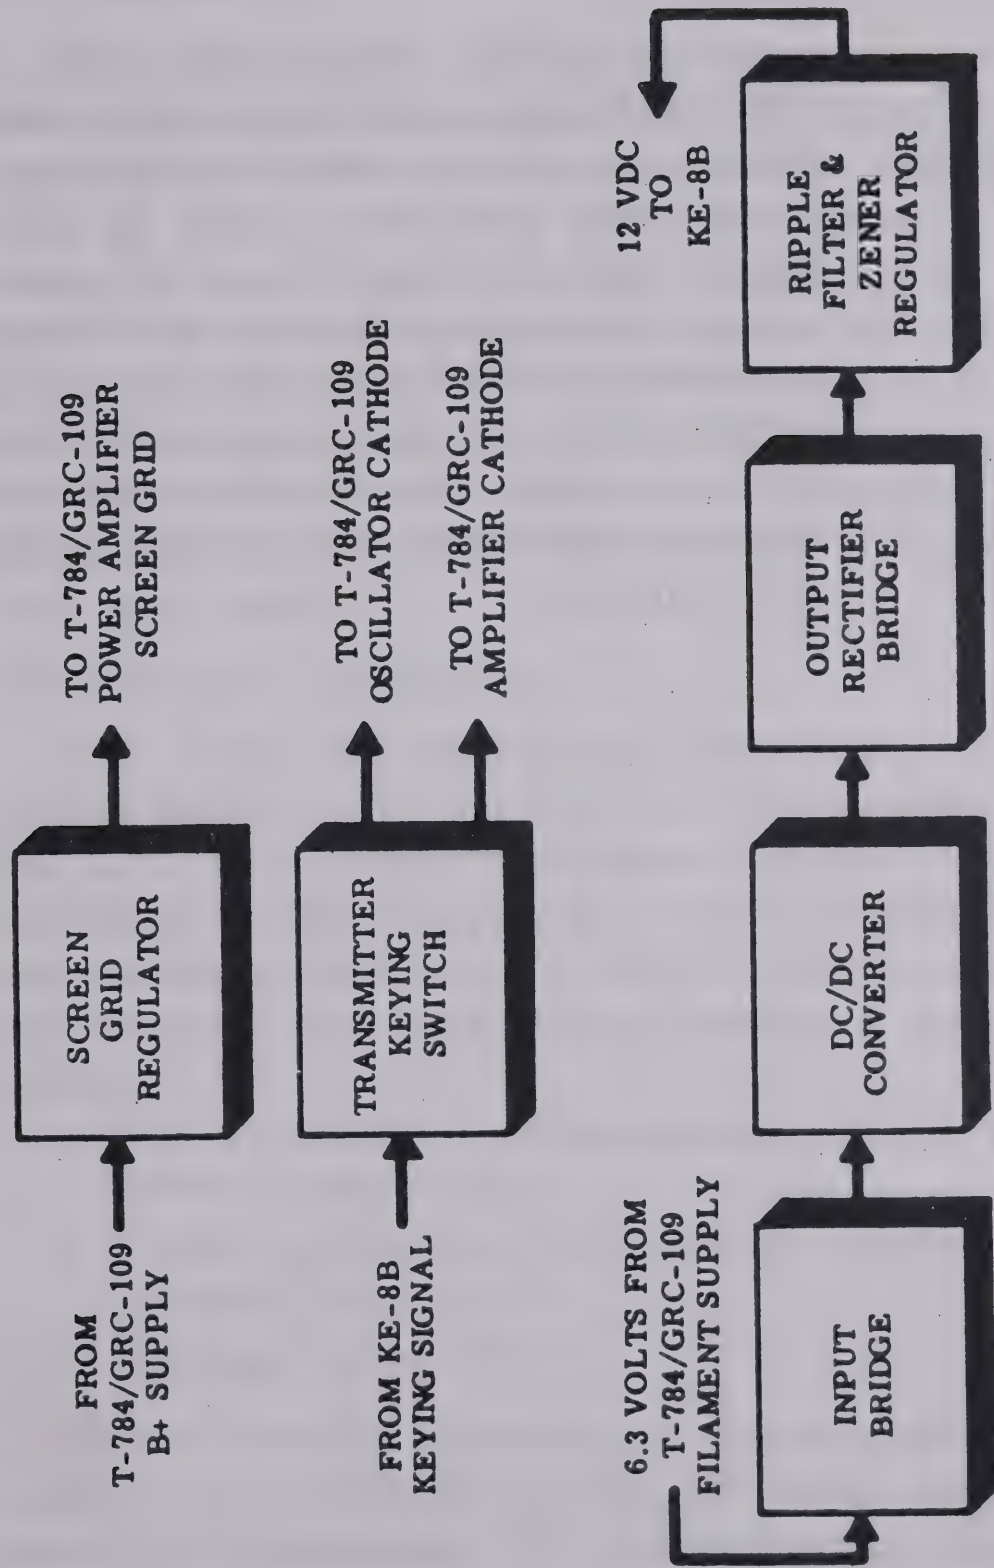 FROM
T-784/GRC-109
B+ SUPPLY
SCREEN
GRID
REGULATOR
TO T-784/GRC-109
POWER AMPLIFIER
SCREEN GRID
FROM KE-8B
KEYING SIGNAL
TRANSMITTER
KEYING
SWITCH
TO T-784/GRC-109
OSCILLATOR CATHODE
TO T-784/GRC-109
AMPLIFIER CATHODE
6.3 VOLTS FROM
T-784/GRC-109
FILAMENT SUPPLY
INPUT
BRIDGE
DC/DC
CONVERTER
OUTPUT
RECTIFIER
BRIDGE
RIPPLE
FILTER &
ZENER
REGULATOR
12 VDC
TO
KE-8B